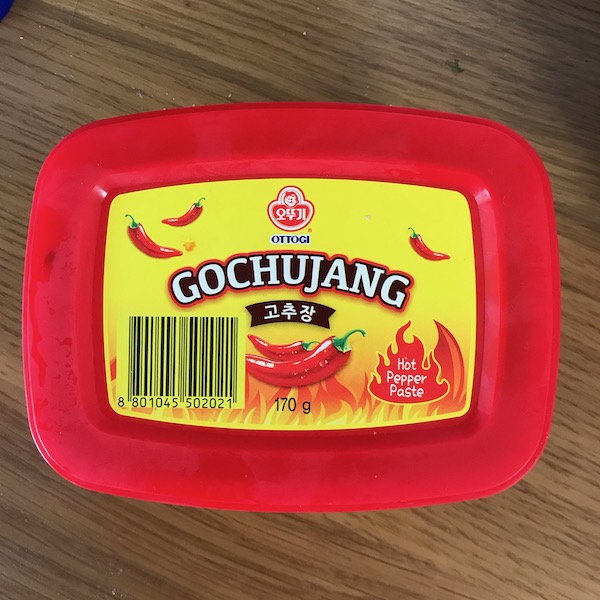 오뚜기
OTTOGI
GOCHUJANG
고추장
Hot
Pepper
Paste
8 801045 502021
170 g